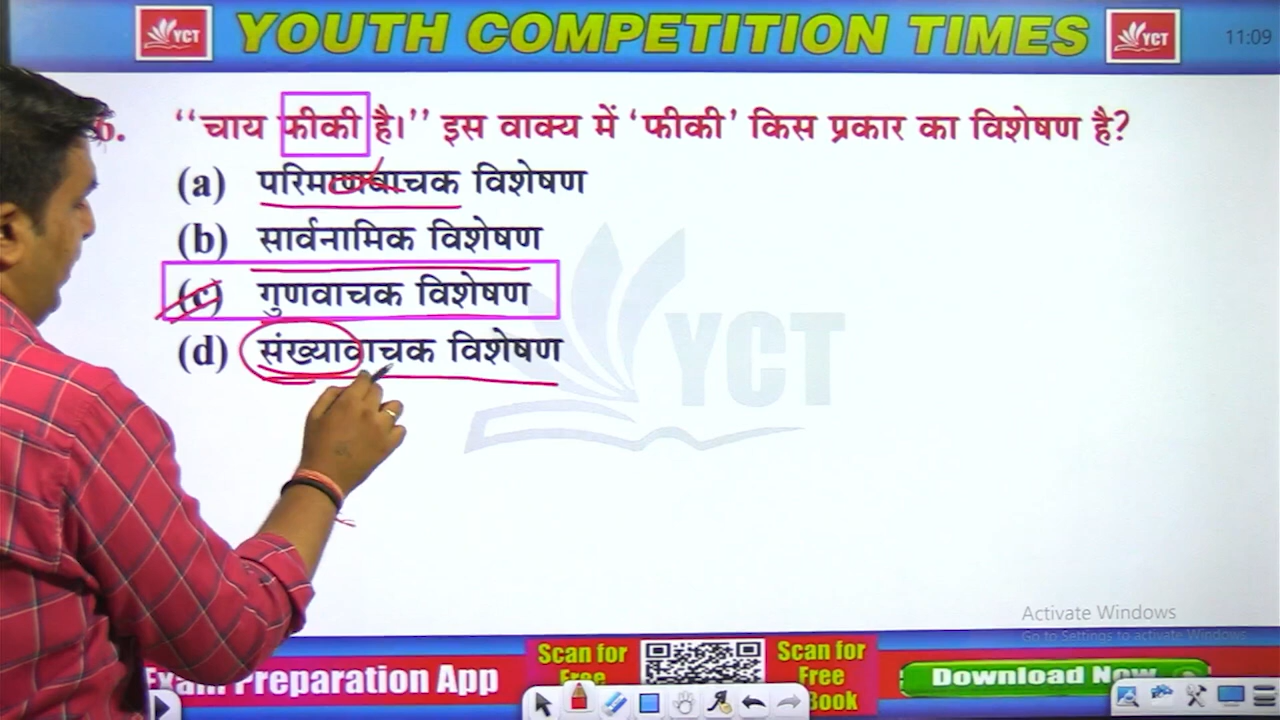 YCT YOUTH COMPETITION TIMES YCT 11:09
6. “चाय फीकी है।” इस वाक्य में ‘फीकी’ किस प्रकार का विशेषण है?
(a) परिमाणवाचक विशेषण
(b) सार्वनामिक विशेषण
(c) गुणवाचक विशेषण
(d) संख्यावाचक विशेषण
YCT
Activate Windows
Go to Settings to activate Windows.
Exam Preparation App
Scan for
Free
Scan for
Free
Book
Download Now